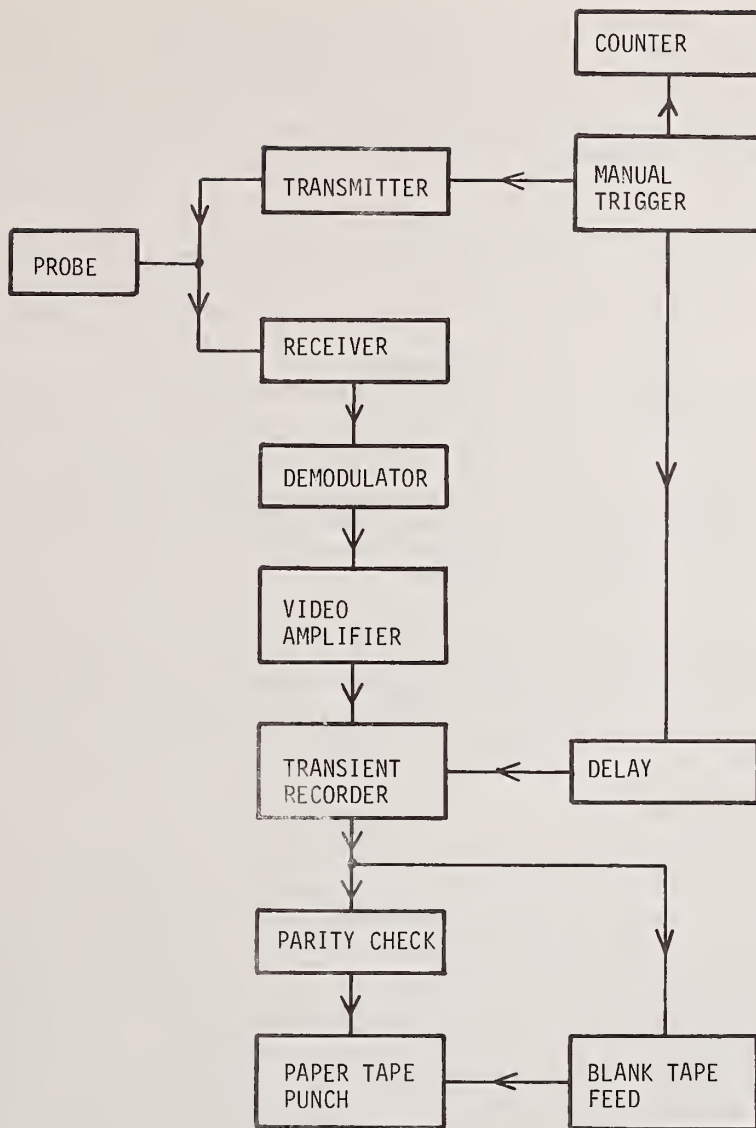 COUNTER
TRANSMITTER
MANUAL
TRIGGER
PROBE
RECEIVER
DEMODULATOR
VIDEO
AMPLIFIER
TRANSIENT
RECORDER
DELAY
PARITY CHECK
PAPER TAPE
PUNCH
BLANK TAPE
FEED